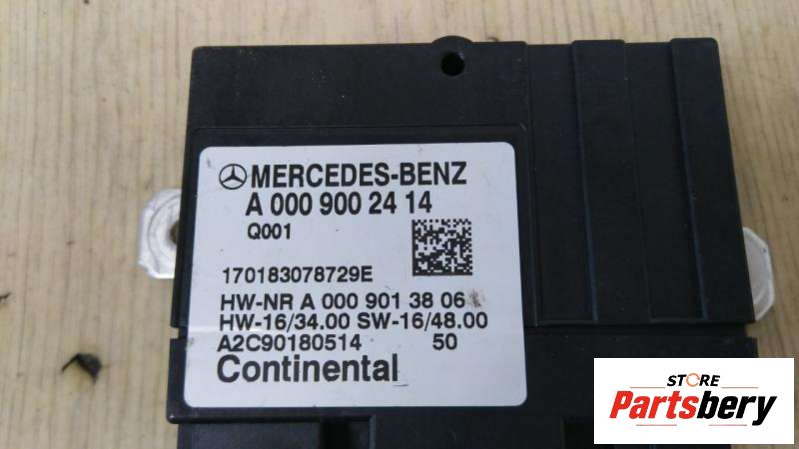 MERCEDES-BENZ
A 000 900 24 14
Q001
170183078729E
HW-NR A 000 901 38 06
HW-16/34.00 SW-16/48.00
A2C90180514 50
Continental
STORE
Partsbery